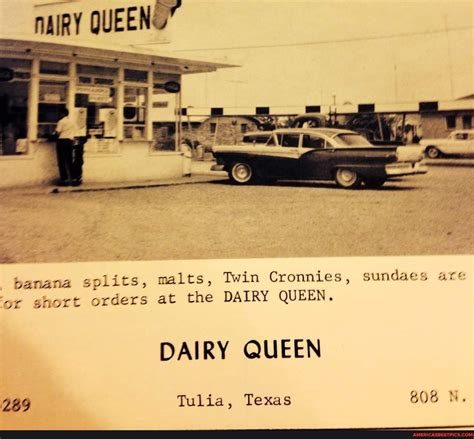 DAIRY QUEEN
banana splits, malts, Twin Cronnies, sundaes are
for short orders at the DAIRY QUEEN.
DAIRY QUEEN
289
Tulia, Texas
808 N.
AMERICASBESTPICS.COM